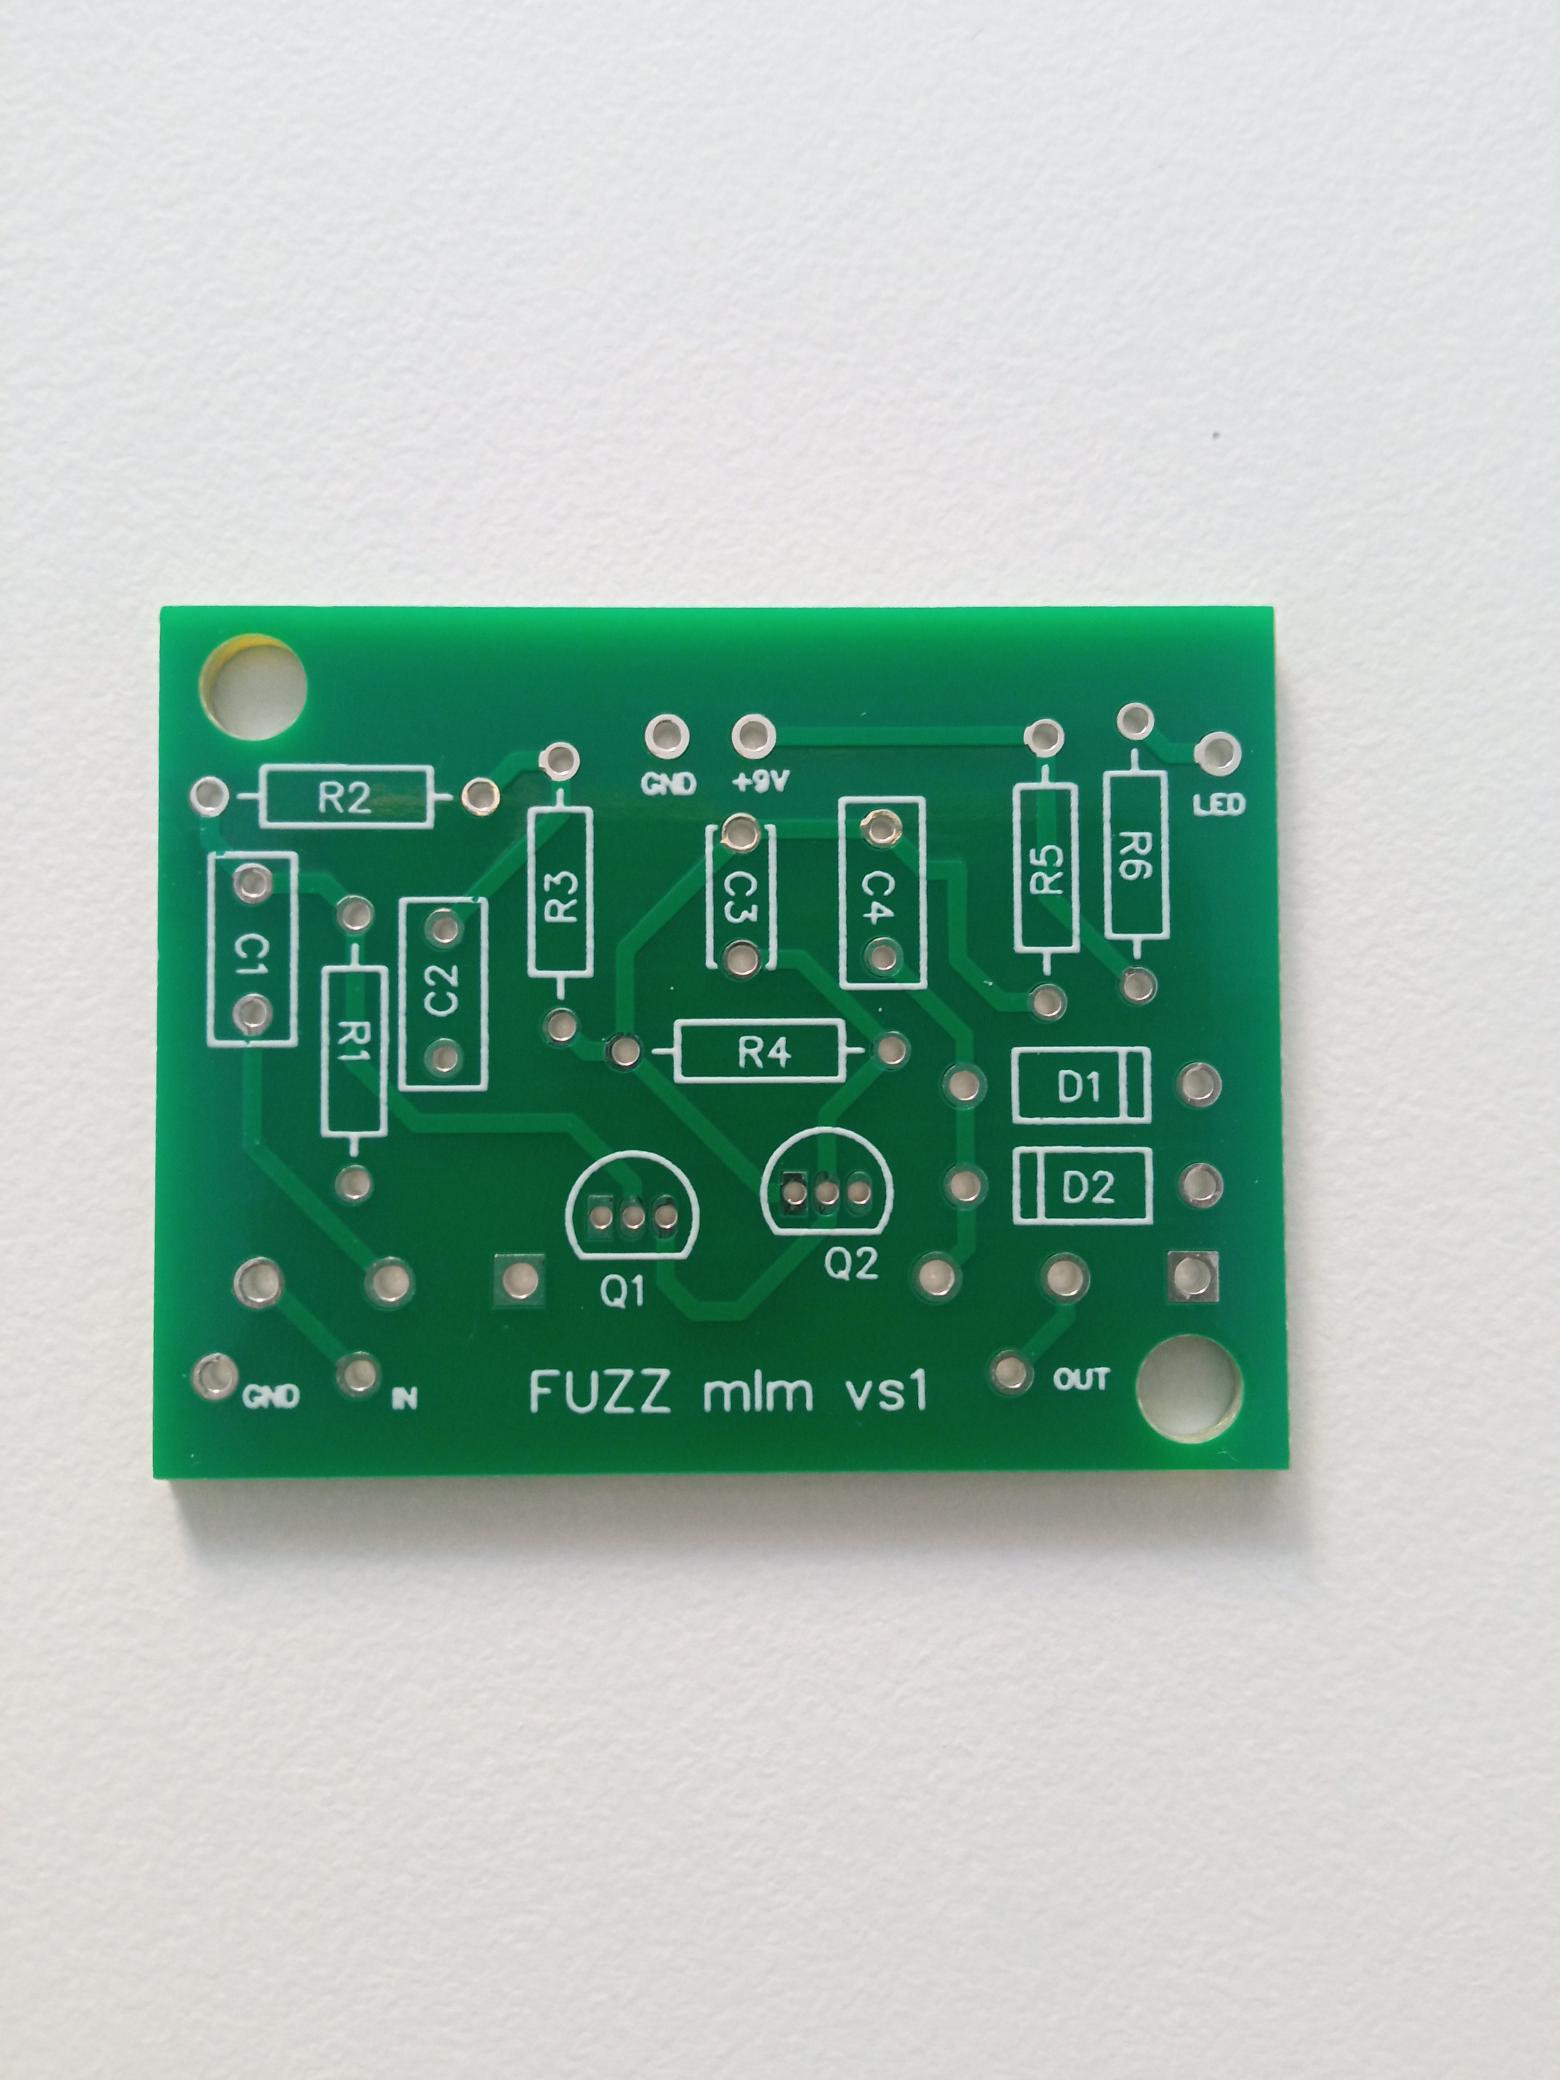 GND
+9V
LED
R2
R3
C3
C4
R5
R6
C1
R1
C2
R4
D1
D2
Q1
Q2
GND
IN
FUZZ mlm vs1
OUT